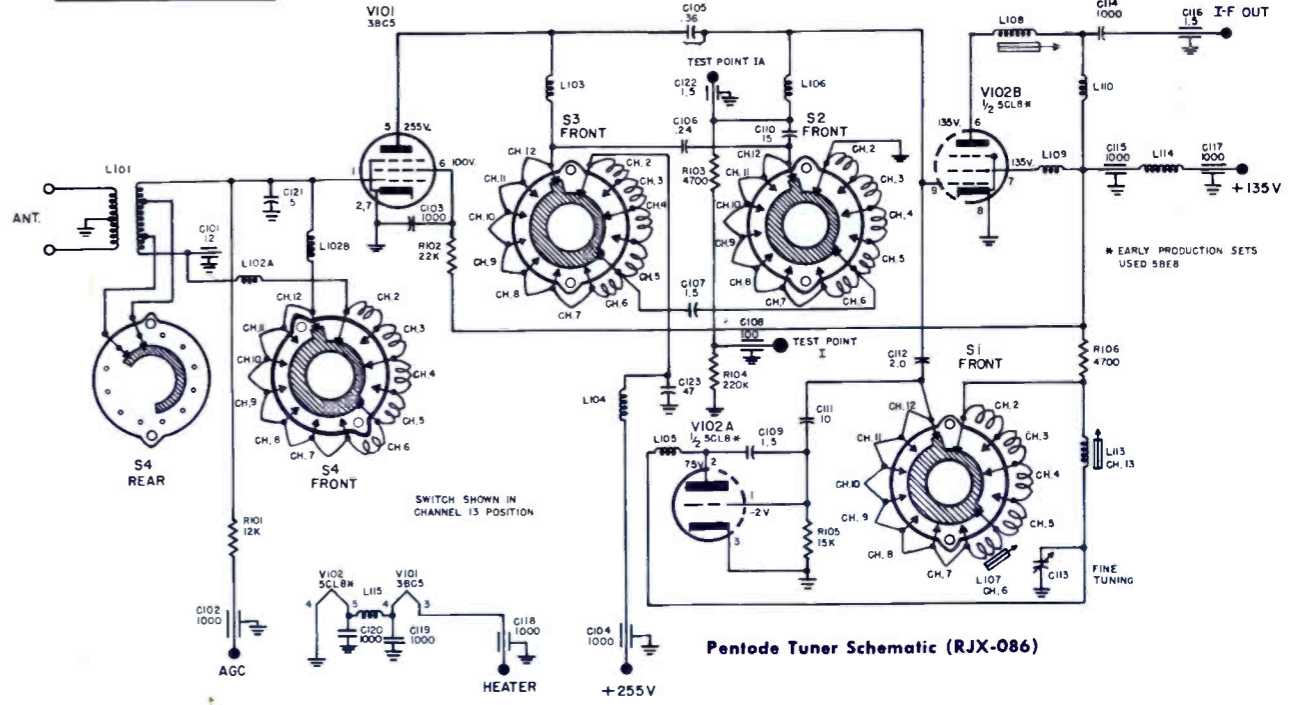 V101
3BC5
C105
.36
C114
1000
C116
1.5
I-F OUT
L108
TEST POINT IA
C122
1.5
L103
L106
L110
V102B
1/2 5CL8*
5 255V.
135V. 6
S3
FRONT
C106
.24
C110
15
S2
FRONT
6 100V.
1
2,7
C103
1000
R102
22K
R103
4700
135V.
7
9
8
L109
C115
1000
L114
C117
1000
+135V
L101
ANT.
C121
5
C101
12
L102A
L102B
CH. 12
CH. 11
CH. 10
CH. 9
CH. 8
CH. 7
CH. 6
CH. 5
CH. 4
CH. 3
CH. 2
CH. 12
CH. 11
CH. 10
CH. 9
CH. 8
CH. 7
CH. 6
CH. 5
CH. 4
CH. 3
CH. 2
* EARLY PRODUCTION SETS
USED 5BE8
C107
1.5
C108
100
TEST POINT
I
CH. 12
CH. 11
CH. 10
CH. 9
CH. 8
CH. 7
CH. 6
CH. 5
CH. 4
CH. 3
CH. 2
S4
REAR
S4
FRONT
L104
C123
47
R104
220K
C112
2.0
S1
FRONT
R106
4700
V102A
1/2 5CL8*
L105
C109
1.5
C111
10
75V. 2
1
-2V
3
R105
15K
CH. 12
CH. 11
CH. 10
CH. 9
CH. 8
CH. 7
L107
CH. 6
CH. 5
CH. 4
CH. 3
CH. 2
L113
CH. 13
C113
FINE
TUNING
SWITCH SHOWN IN
CHANNEL 13 POSITION
R101
12K
C102
1000
AGC
V102
5CL8*
L115
V101
3BC5
4
5
4
3
C120
1000
C119
1000
C118
1000
HEATER
C104
1000
+255V
Pentode Tuner Schematic (RJX-086)